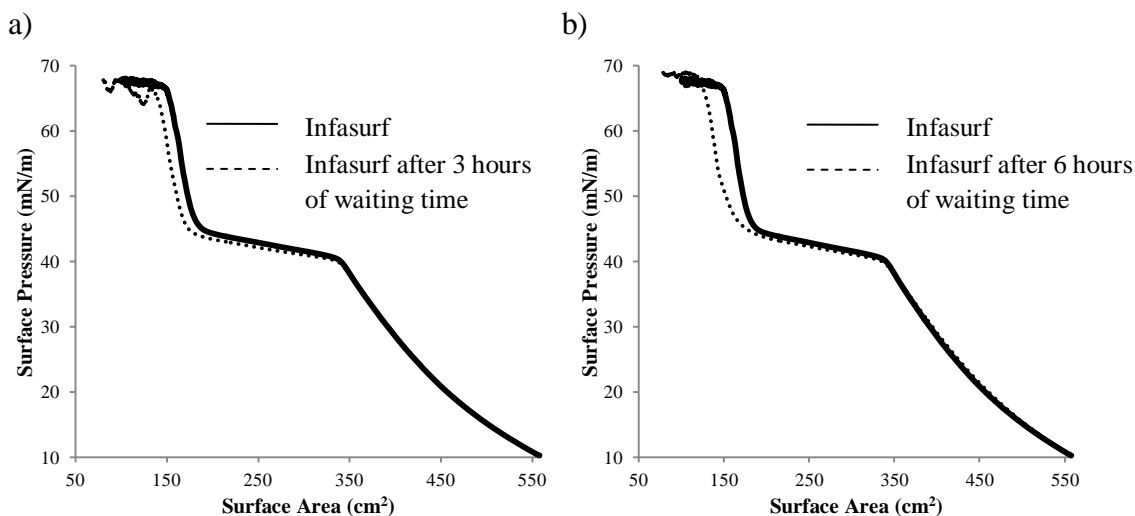 a)
70
60
50
40
30
20
10
50
150
250
350
450
550
Surface Pressure (mN/m)
Surface Area (cm²)
Infasurf
Infasurf after 3 hours
of waiting time
b)
70
60
50
40
30
20
10
50
150
250
350
450
550
Surface Pressure (mN/m)
Surface Area (cm²)
Infasurf
Infasurf after 6 hours
of waiting time